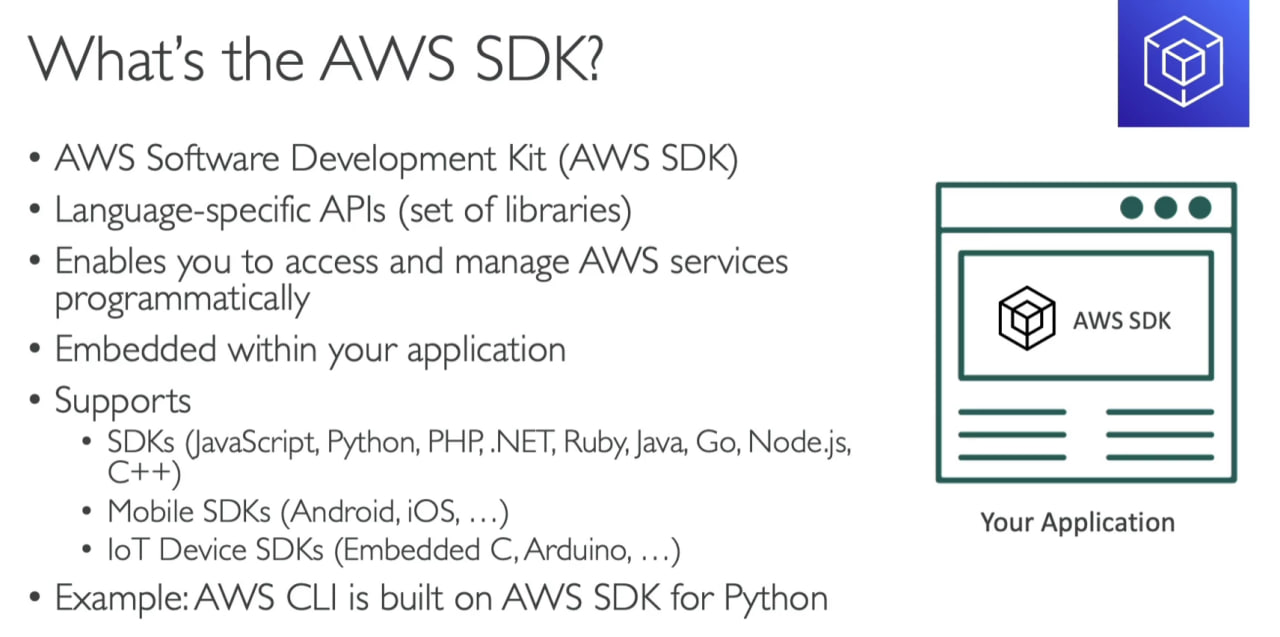 What's the AWS SDK?
• AWS Software Development Kit (AWS SDK)
• Language-specific APIs (set of libraries)
• Enables you to access and manage AWS services
programmatically
• Embedded within your application
• Supports
• SDKs (JavaScript, Python, PHP, .NET, Ruby, Java, Go, Node.js,
C++)
• Mobile SDKs (Android, iOS, …)
• IoT Device SDKs (Embedded C, Arduino, …)
• Example: AWS CLI is built on AWS SDK for Python
AWS SDK
Your Application